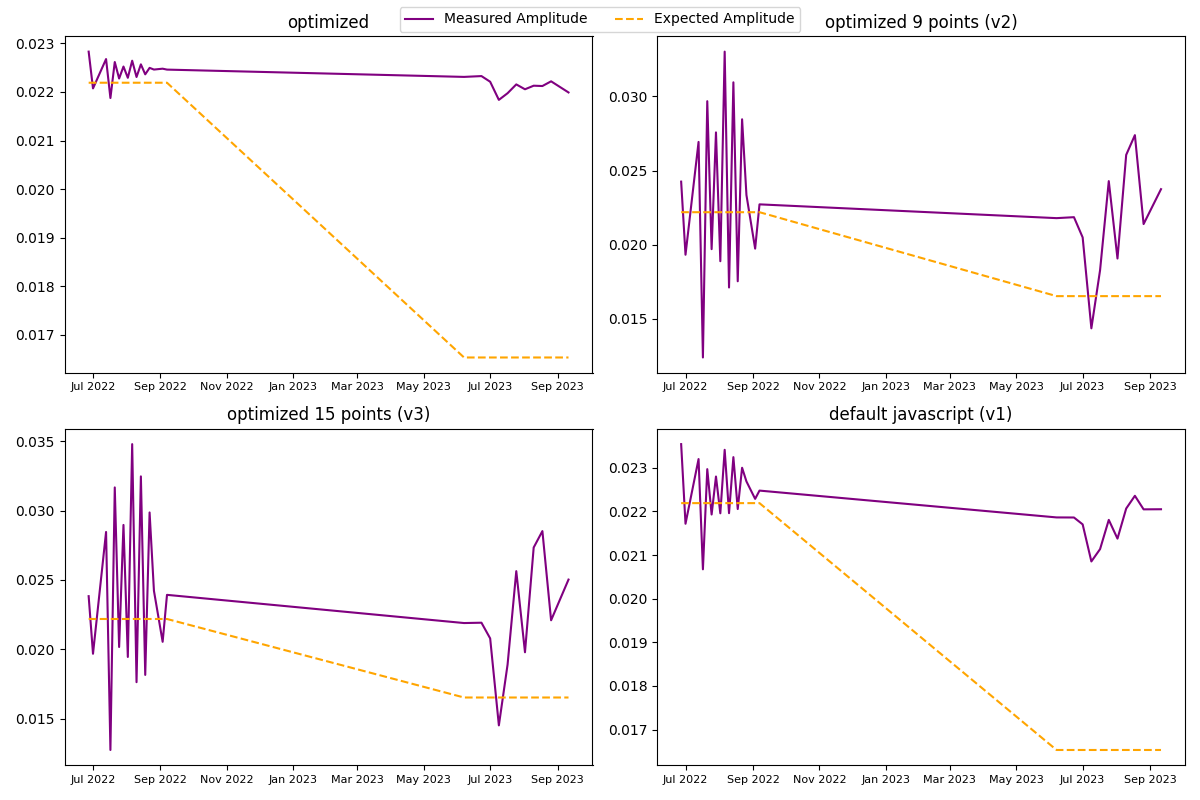 Measured Amplitude Expected Amplitude
optimized
0.023
0.022
0.021
0.020
0.019
0.018
0.017
Jul 2022 Sep 2022 Nov 2022 Jan 2023 Mar 2023 May 2023 Jul 2023 Sep 2023
optimized 9 points (v2)
0.030
0.025
0.020
0.015
Jul 2022 Sep 2022 Nov 2022 Jan 2023 Mar 2023 May 2023 Jul 2023 Sep 2023
optimized 15 points (v3)
0.035
0.030
0.025
0.020
0.015
Jul 2022 Sep 2022 Nov 2022 Jan 2023 Mar 2023 May 2023 Jul 2023 Sep 2023
default javascript (v1)
0.023
0.022
0.021
0.020
0.019
0.018
0.017
Jul 2022 Sep 2022 Nov 2022 Jan 2023 Mar 2023 May 2023 Jul 2023 Sep 2023